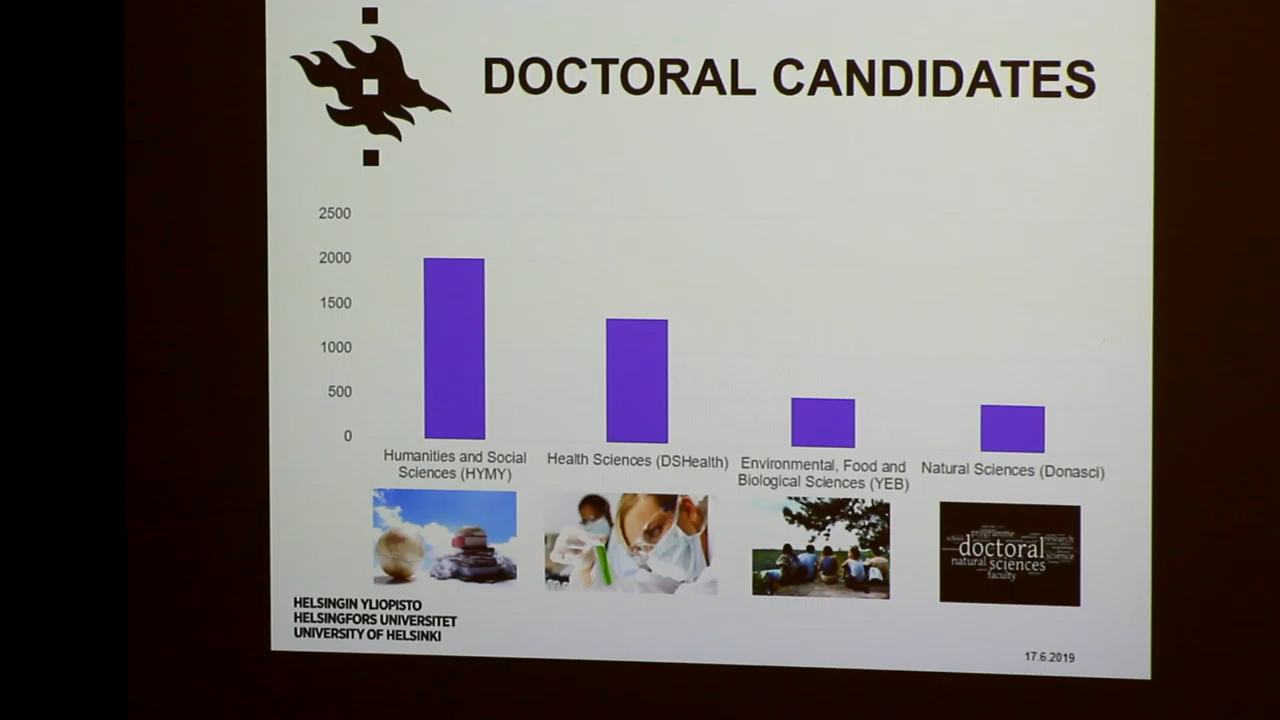 DOCTORAL CANDIDATES
2500
2000
1500
1000
500
0
Humanities and Social
Sciences (HYMY)
Health Sciences (DSHealth)
Environmental, Food and
Biological Sciences (YEB)
Natural Sciences (Donasci)
doctoral
research
science
natural sciences
faculty
HELSINGIN YLIOPISTO
HELSINGFORS UNIVERSITET
UNIVERSITY OF HELSINKI
17.6.2019